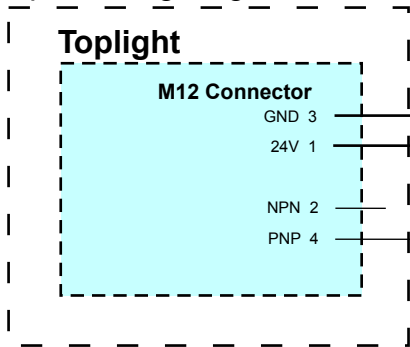 Toplight
M12 Connector
GND 3
24V 1
NPN 2
PNP 4